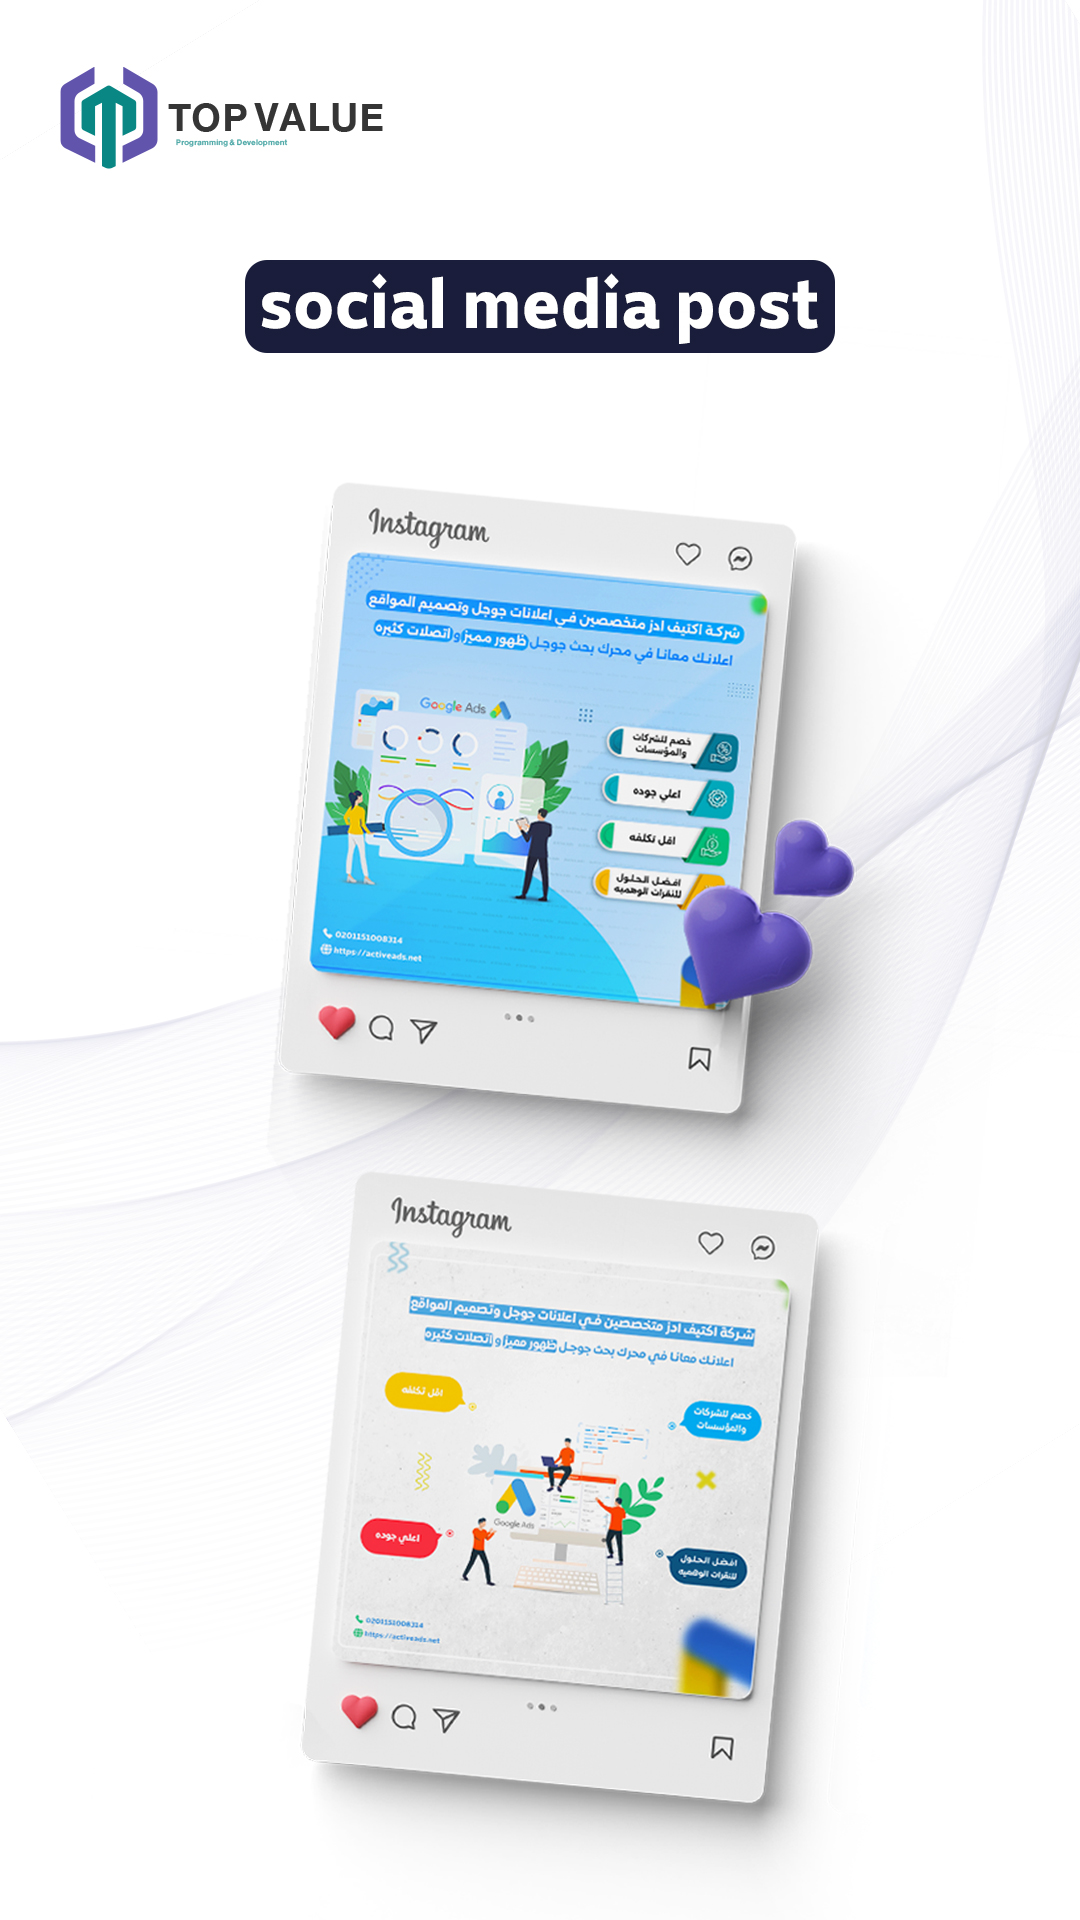 TOP VALUE
Programming & Development
social media post
Instagram
شركة اكتيف ادز متخصصين في اعلانات جوجل وتصميم المواقع
اعلانك معانا في محرك بحث جوجل ظهور مميز و اتصلات كثيره
Google Ads
خصم للشركات
والمؤسسات
اعلي جوده
اقل تكلفه
افضل الحلول
للنقرات الوهميه
0201151008314
https://activeads.net
Instagram
شركة اكتيف ادز متخصصين في اعلانات جوجل وتصميم المواقع
اعلانك معانا في محرك بحث جوجل ظهور مميز و اتصلات كثيره
اقل تكلفه
خصم للشركات
والمؤسسات
Google Ads
اعلي جوده
افضل الحلول
للنقرات الوهميه
0201151008314
https://activeads.net